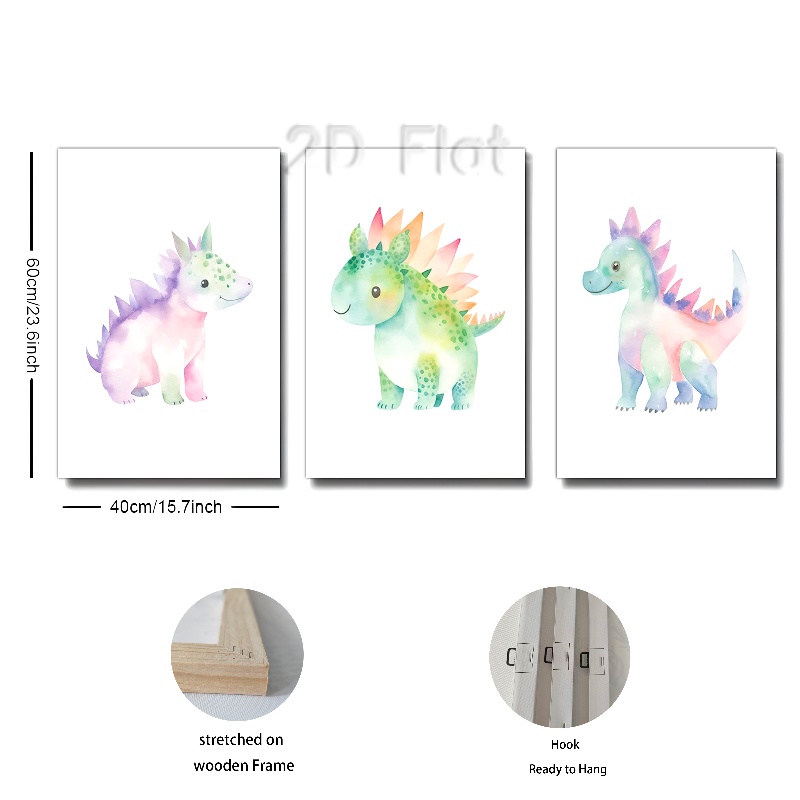 2D Flat
60cm/23.6inch
40cm/15.7inch
stretched on
wooden Frame
Hook
Ready to Hang